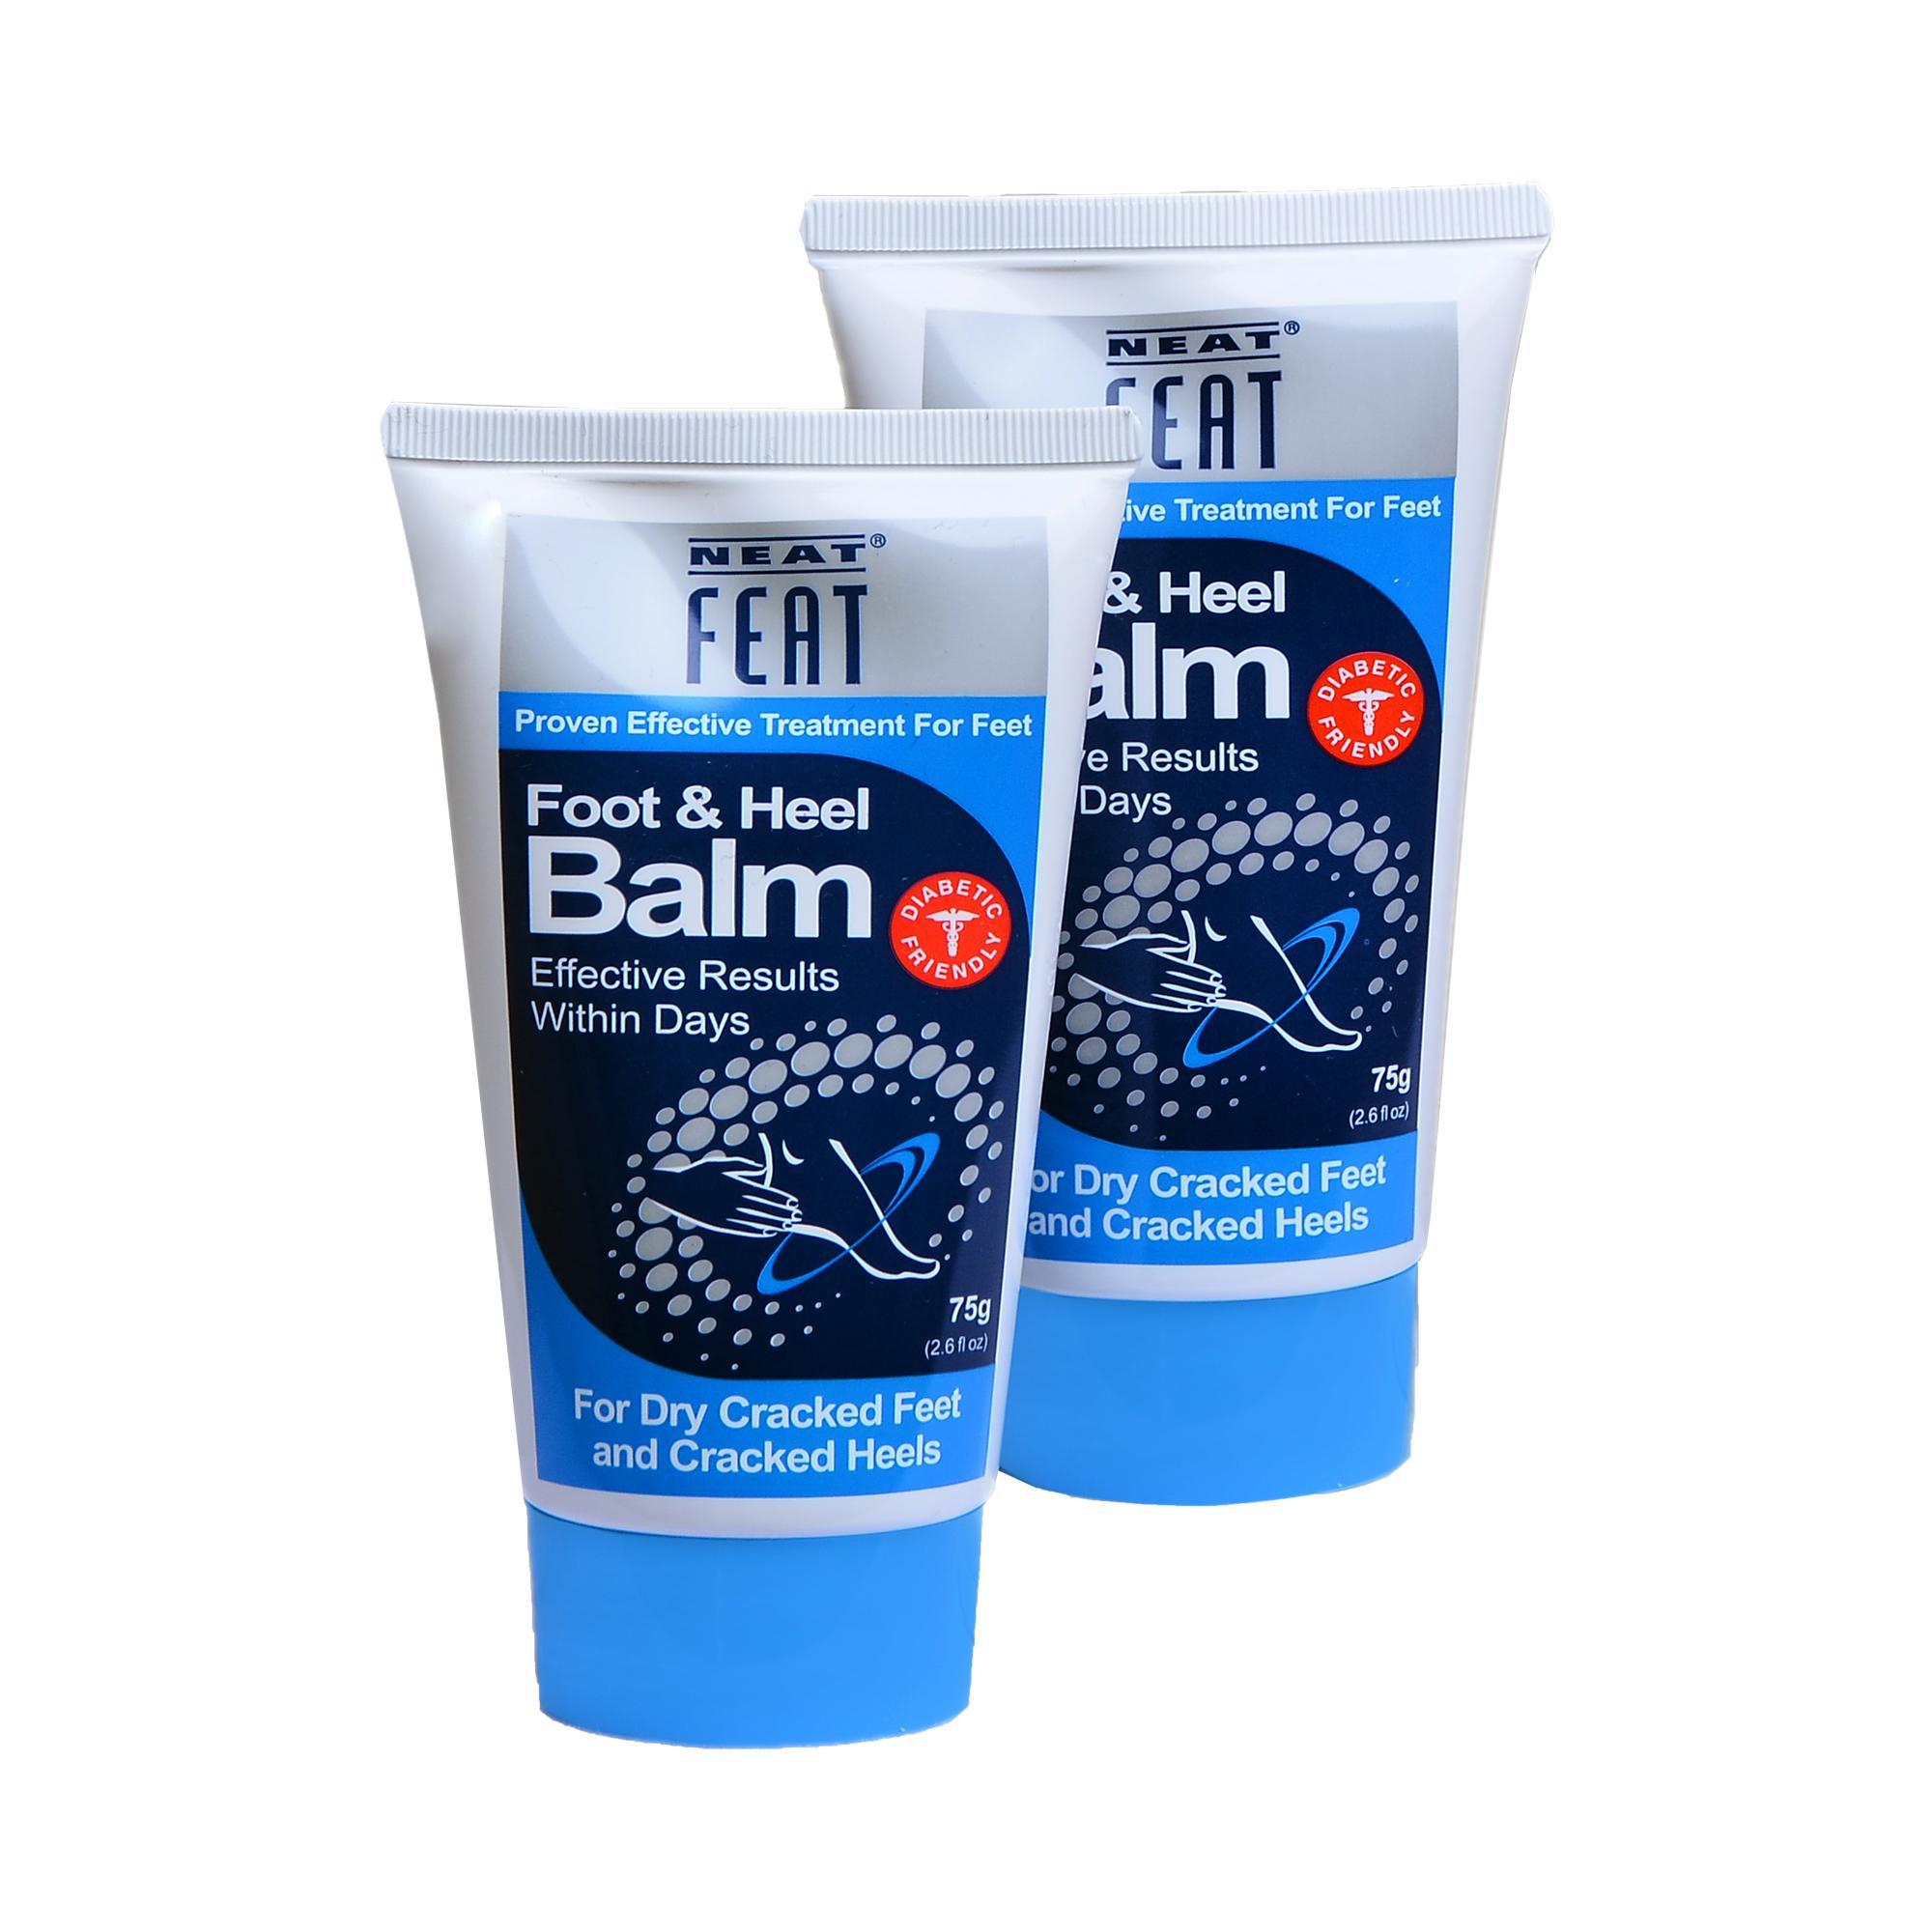 NEAT®
FEAT
Proven Effective Treatment For Feet
Foot & Heel
Balm
DIABETIC
FRIENDLY
Effective Results
Within Days
75g
(2.6 fl oz)
For Dry Cracked Feet
and Cracked Heels
NEAT®
FEAT
Treatment For Feet
& Heel
alm
DIABETIC
FRIENDLY
Results
Days
75g
(2.6 fl oz)
or Dry Cracked Feet
and Cracked Heels